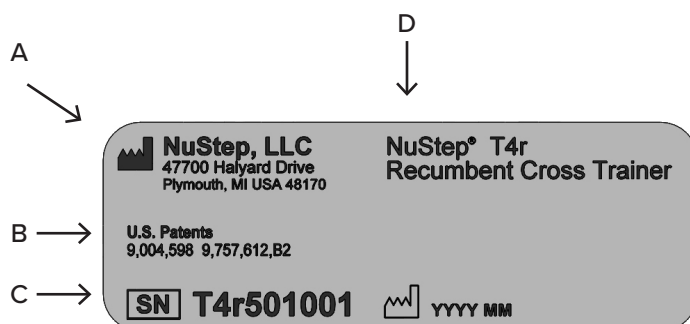 D
A
NuStep, LLC
47700 Halyard Drive
Plymouth, MI USA 48170
NuStep® T4r
Recumbent Cross Trainer
B
U.S. Patents
9,004,598 9,757,612,B2
C
SN T4r501001 YYYY MM